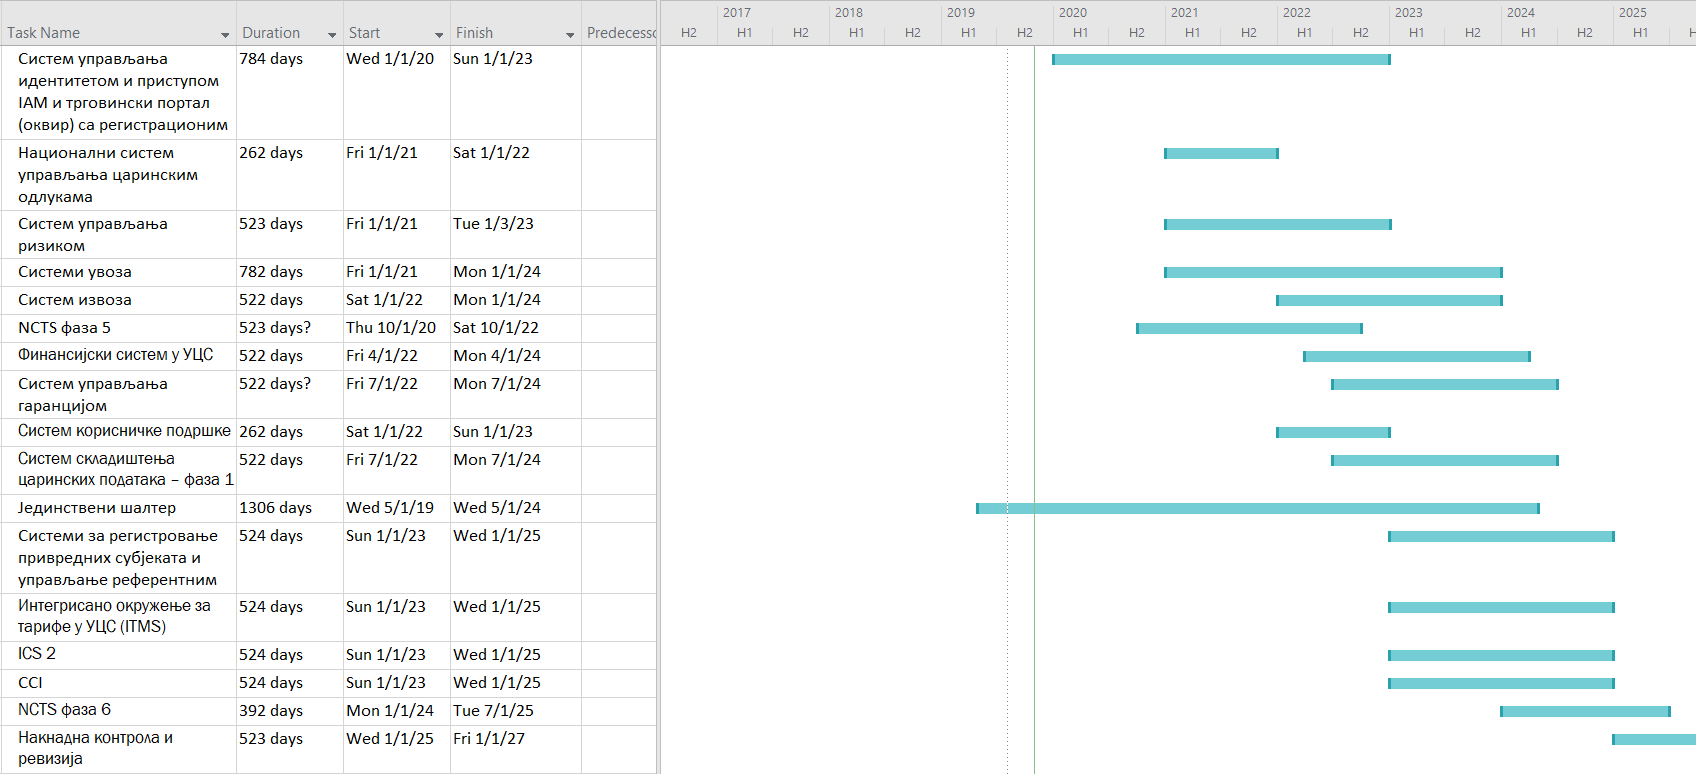 2017 2018 2019 2020 2021 2022 2023 2024 2025
Task Name Duration Start Finish Predecesso
H2 H1 H2 H1 H2 H1 H2 H1 H2 H1 H2 H1 H2 H1 H2 H1 H2 H1 H
Систем управљања 784 days Wed 1/1/20 Sun 1/1/23
идентитетом и приступом
IAM и трговински портал
(оквир) са регистрационим
Национални систем 262 days Fri 1/1/21 Sat 1/1/22
управљања царинским
одлукама
Систем управљања 523 days Fri 1/1/21 Tue 1/3/23
ризиком
Системи увоза 782 days Fri 1/1/21 Mon 1/1/24
Систем извоза 522 days Sat 1/1/22 Mon 1/1/24
NCTS фаза 5 523 days? Thu 10/1/20 Sat 10/1/22
Финансијски систем у УЦС 522 days Fri 4/1/22 Mon 4/1/24
Систем управљања 522 days? Fri 7/1/22 Mon 7/1/24
гаранцијом
Систем корисничке подршке 262 days Sat 1/1/22 Sun 1/1/23
Систем складиштења 522 days Fri 7/1/22 Mon 7/1/24
царинских података – фаза 1
Јединствени шалтер 1306 days Wed 5/1/19 Wed 5/1/24
Системи за регистровање 524 days Sun 1/1/23 Wed 1/1/25
привредних субјеката и
управљање референтним
Интегрисано окружење за 524 days Sun 1/1/23 Wed 1/1/25
тарифе у УЦС (ITMS)
ICS 2 524 days Sun 1/1/23 Wed 1/1/25
CCI 524 days Sun 1/1/23 Wed 1/1/25
NCTS фаза 6 392 days Mon 1/1/24 Tue 7/1/25
Накнадна контрола и 523 days Wed 1/1/25 Fri 1/1/27
ревизија